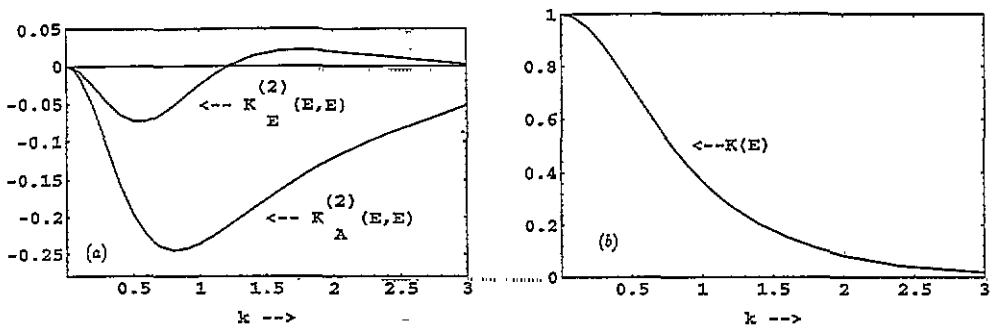 0.05
0
-0.05
-0.1
-0.15
-0.2
-0.25
<-- K (2) E (E,E)
<-- K (2) A (E,E)
(a)
0.5 1 1.5 2 2.5 3
k -->
1
0.8
0.6
0.4
0.2
0
<--K(E)
(b)
0.5 1 1.5 2 2.5 3
k -->